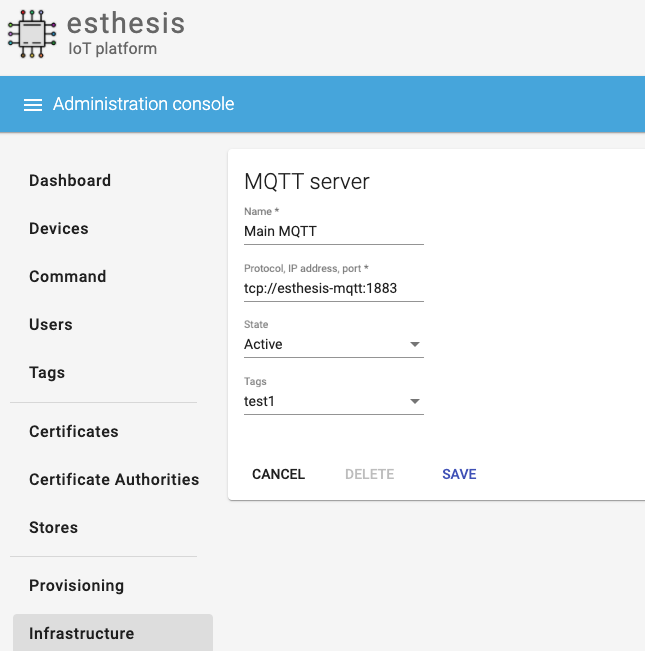 esthesis
IoT platform
Administration console
Dashboard
Devices
Command
Users
Tags
Certificates
Certificate Authorities
Stores
Provisioning
Infrastructure
MQTT server
Name *
Main MQTT
Protocol, IP address, port *
tcp://esthesis-mqtt:1883
State
Active
Tags
test1
CANCEL DELETE SAVE